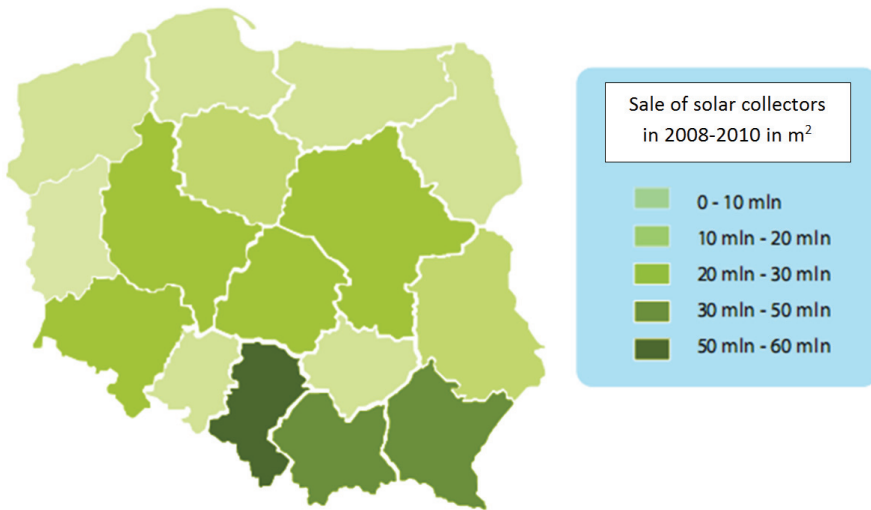 Sale of solar collectors
in 2008-2010 in m²
0 - 10 mln
10 mln - 20 mln
20 mln - 30 mln
30 mln - 50 mln
50 mln - 60 mln